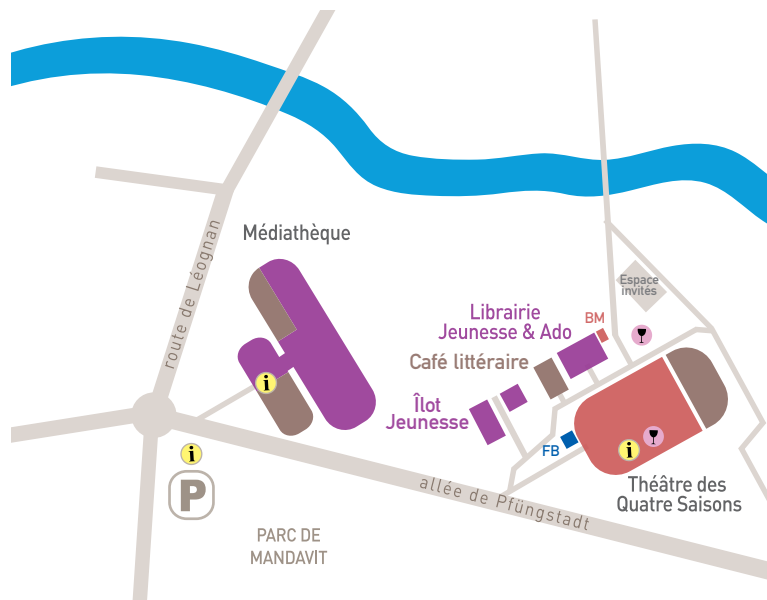 Médiathèque
route de Léognan
Espace
invités
Librairie
Jeunesse & Ado
BM
Café littéraire
Îlot
Jeunesse
i
FB
i
Théâtre des
Quatre Saisons
i
P
allée de Pfüngstadt
PARC DE
MANDAVIT